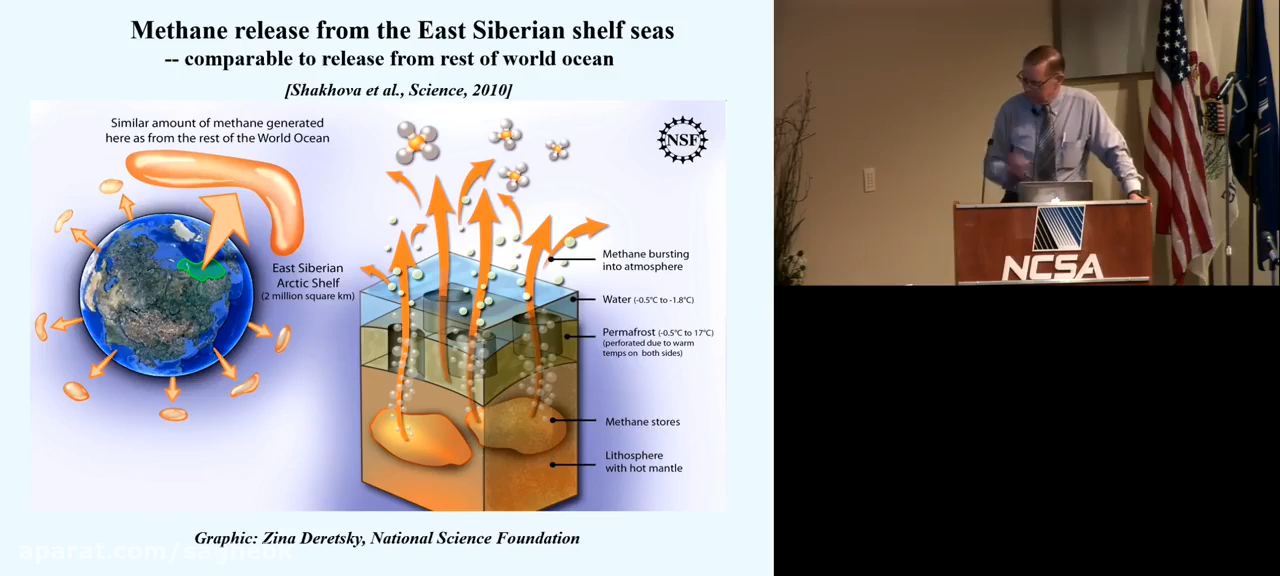 Methane release from the East Siberian shelf seas
-- comparable to release from rest of world ocean
[Shakhova et al., Science, 2010]
Similar amount of methane generated
here as from the rest of the World Ocean
NSF
East Siberian
Arctic Shelf
(2 million square km)
Methane bursting
into atmosphere
Water (-0.5°C to -1.8°C)
Permafrost (-0.5°C to 17°C)
(perforated due to warm
temps on both sides)
Methane stores
Lithosphere
with hot mantle
Graphic: Zina Deretsky, National Science Foundation
NCSA